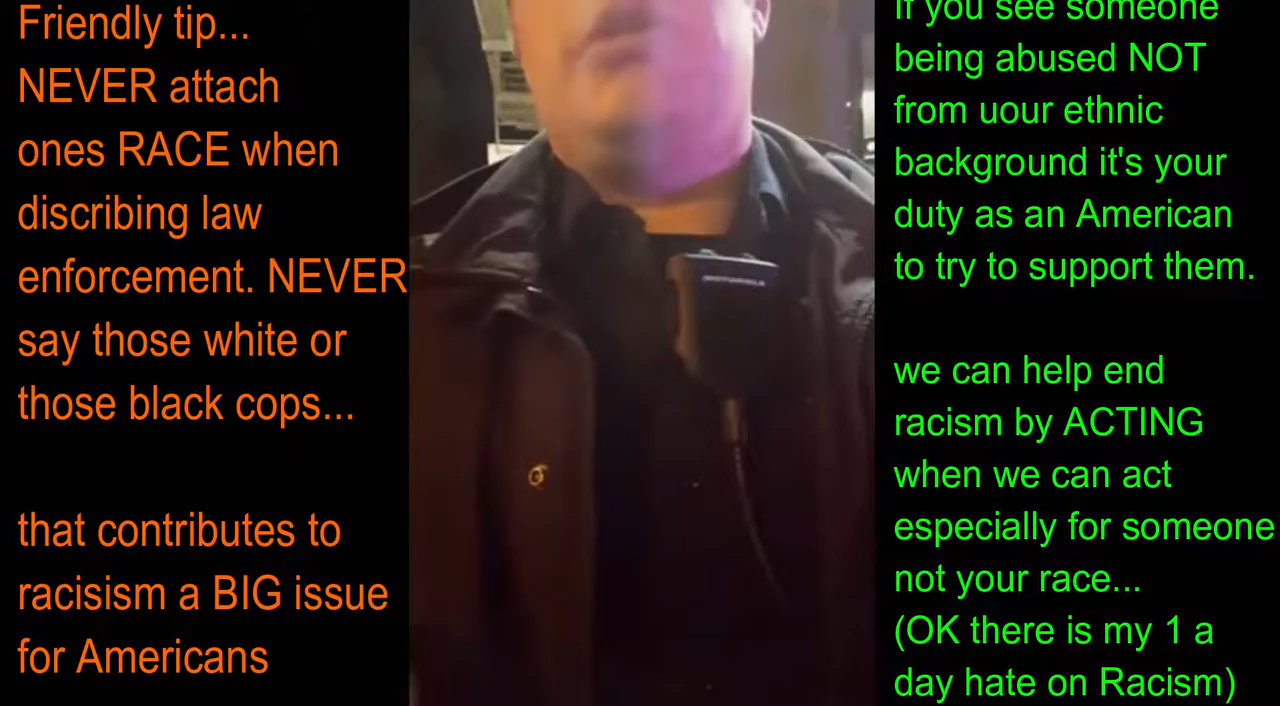 Friendly tip...
NEVER attach
ones RACE when
discribing law
enforcement. NEVER
say those white or
those black cops...
that contributes to
racisism a BIG issue
for Americans
MOTOROLA
If you see someone
being abused NOT
from uour ethnic
background it's your
duty as an American
to try to support them.
we can help end
racism by ACTING
when we can act
especially for someone
not your race...
(OK there is my 1 a
day hate on Racism)